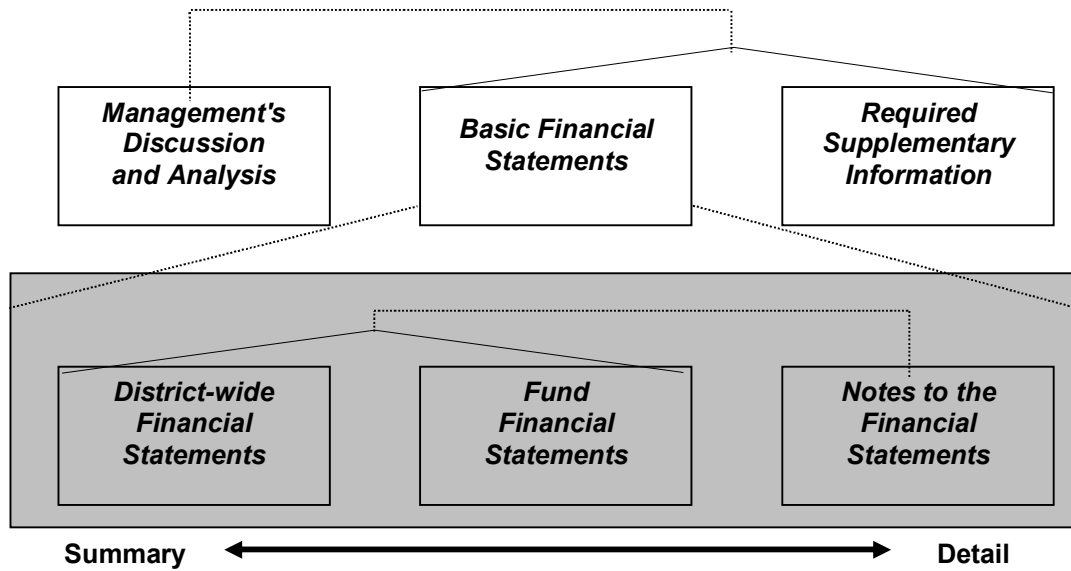 Management's
Discussion
and Analysis
Basic Financial
Statements
Required
Supplementary
Information
District-wide
Financial
Statements
Fund
Financial
Statements
Notes to the
Financial
Statements
Summary
Detail